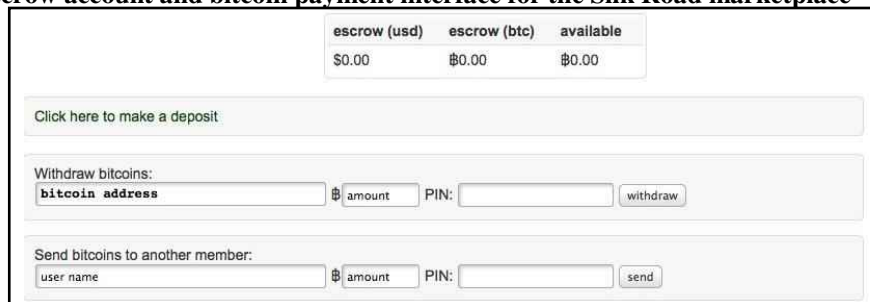 crow account and bitcoin payment interface for the Silk Road marketplace
escrow (usd) escrow (btc) available
$0.00 ฿0.00 ฿0.00
Click here to make a deposit
Withdraw bitcoins:
bitcoin address ฿ amount PIN: withdraw
Send bitcoins to another member:
user name ฿ amount PIN: send